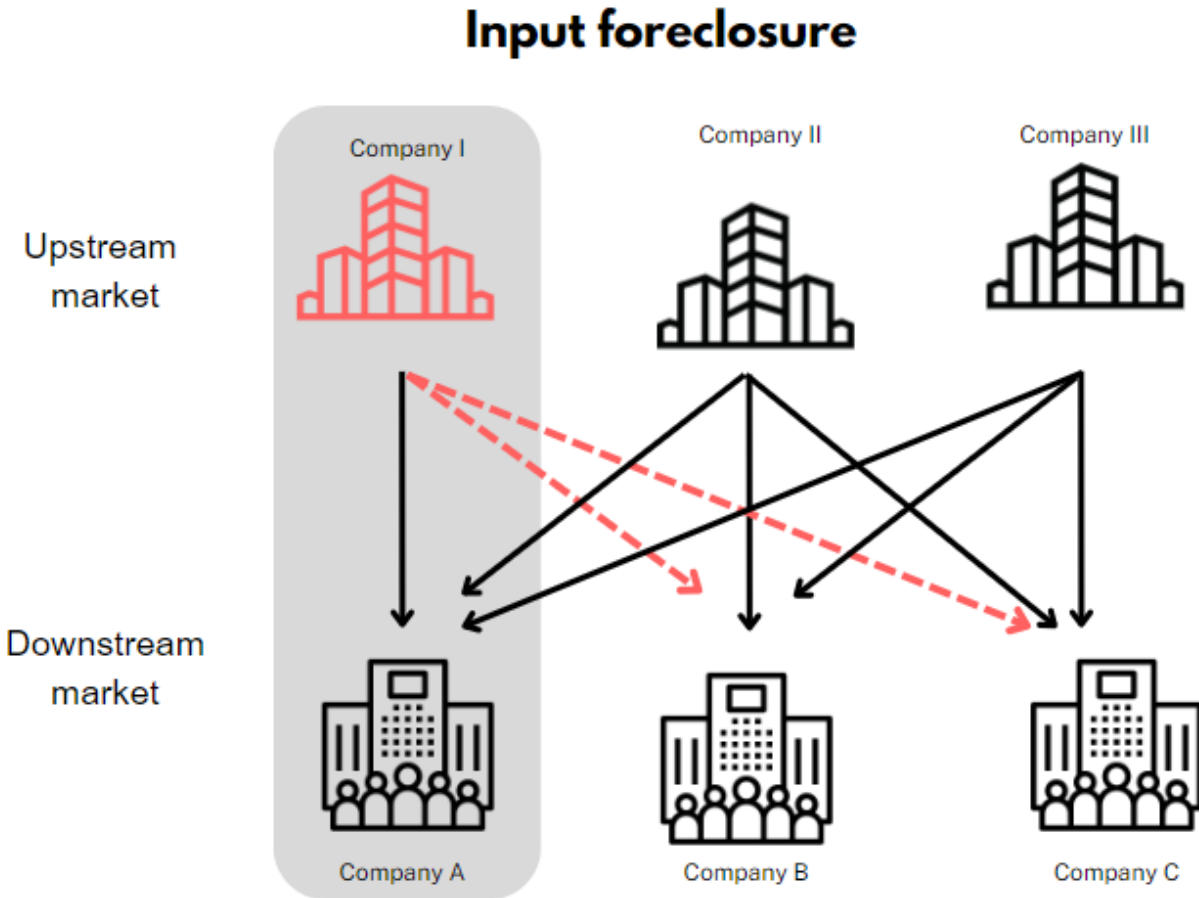 Input foreclosure
Company I
Company II
Company III
Upstream
market
Downstream
market
Company A
Company B
Company C